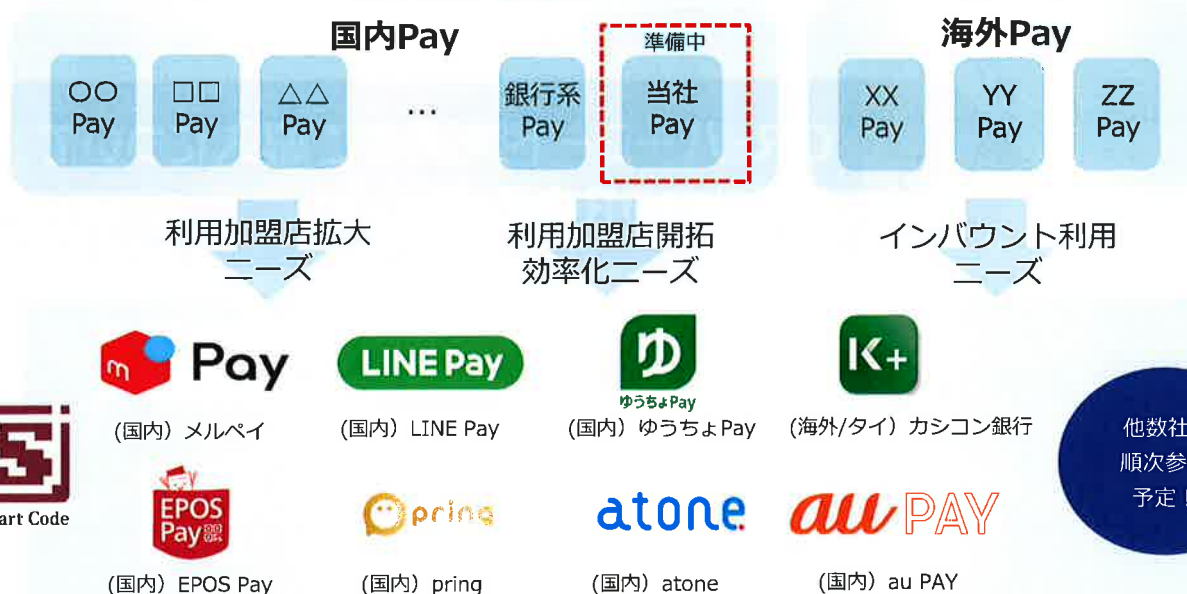 国内Pay
海外Pay
準備中
○○
Pay
□□
Pay
△△
Pay
…
銀行系
Pay
当社
Pay
XX
Pay
YY
Pay
ZZ
Pay
利用加盟店拡大
ニーズ
利用加盟店開拓
効率化ニーズ
インバウント利用
ニーズ
m Pay
LINE Pay
ゆ
ゆうちょPay
K+
(国内) メルペイ
(国内) LINE Pay
(国内) ゆうちょPay
(海外/タイ) カシコン銀行
他数社
順次参
予定!
S
art Code
EPOS
Pay
pring
atone
au PAY
(国内) EPOS Pay
(国内) pring
(国内) atone
(国内) au PAY